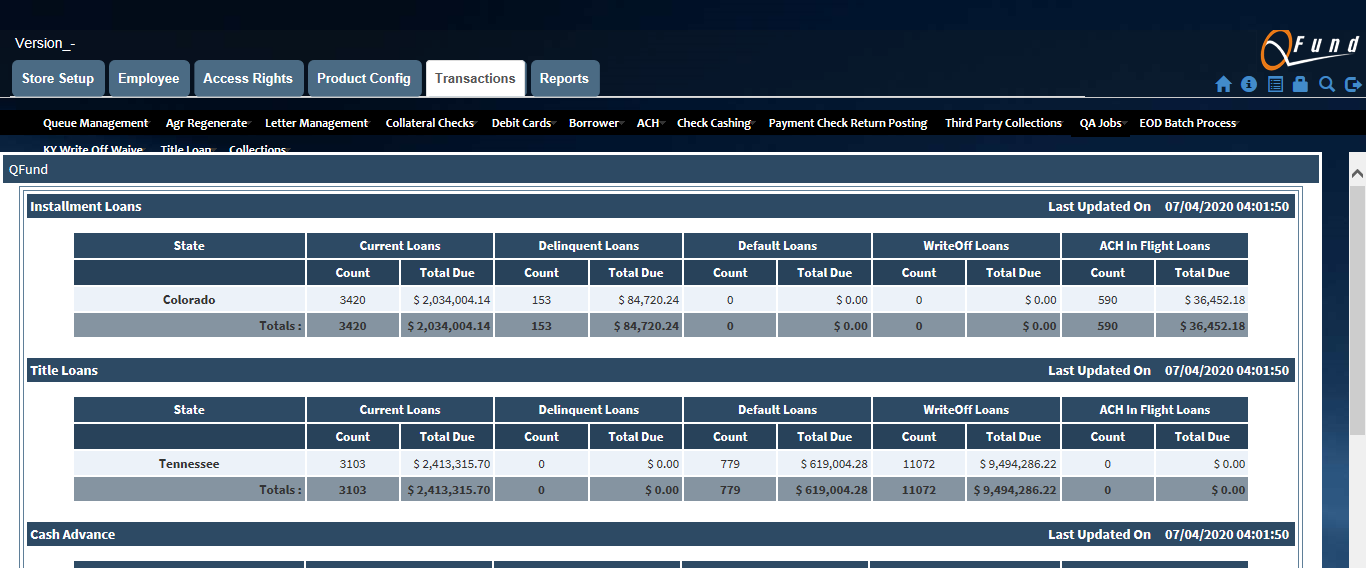 Version_-
QFund
Store Setup Employee Access Rights Product Config Transactions Reports
Queue Management Agr Regenerate Letter Management Collateral Checks Debit Cards Borrower ACH Check Cashing Payment Check Return Posting Third Party Collections QA Jobs EOD Batch Process
KY Write Off Waive Title Loan Collections
QFund
Installment Loans Last Updated On 07/04/2020 04:01:50
State Current Loans Delinquent Loans Default Loans WriteOff Loans ACH In Flight Loans
Count Total Due Count Total Due Count Total Due Count Total Due Count Total Due
Colorado 3420 $ 2,034,004.14 153 $ 84,720.24 0 $ 0.00 0 $ 0.00 590 $ 36,452.18
Totals : 3420 $ 2,034,004.14 153 $ 84,720.24 0 $ 0.00 0 $ 0.00 590 $ 36,452.18
Title Loans Last Updated On 07/04/2020 04:01:50
State Current Loans Delinquent Loans Default Loans WriteOff Loans ACH In Flight Loans
Count Total Due Count Total Due Count Total Due Count Total Due Count Total Due
Tennessee 3103 $ 2,413,315.70 0 $ 0.00 779 $ 619,004.28 11072 $ 9,494,286.22 0 $ 0.00
Totals : 3103 $ 2,413,315.70 0 $ 0.00 779 $ 619,004.28 11072 $ 9,494,286.22 0 $ 0.00
Cash Advance Last Updated On 07/04/2020 04:01:50